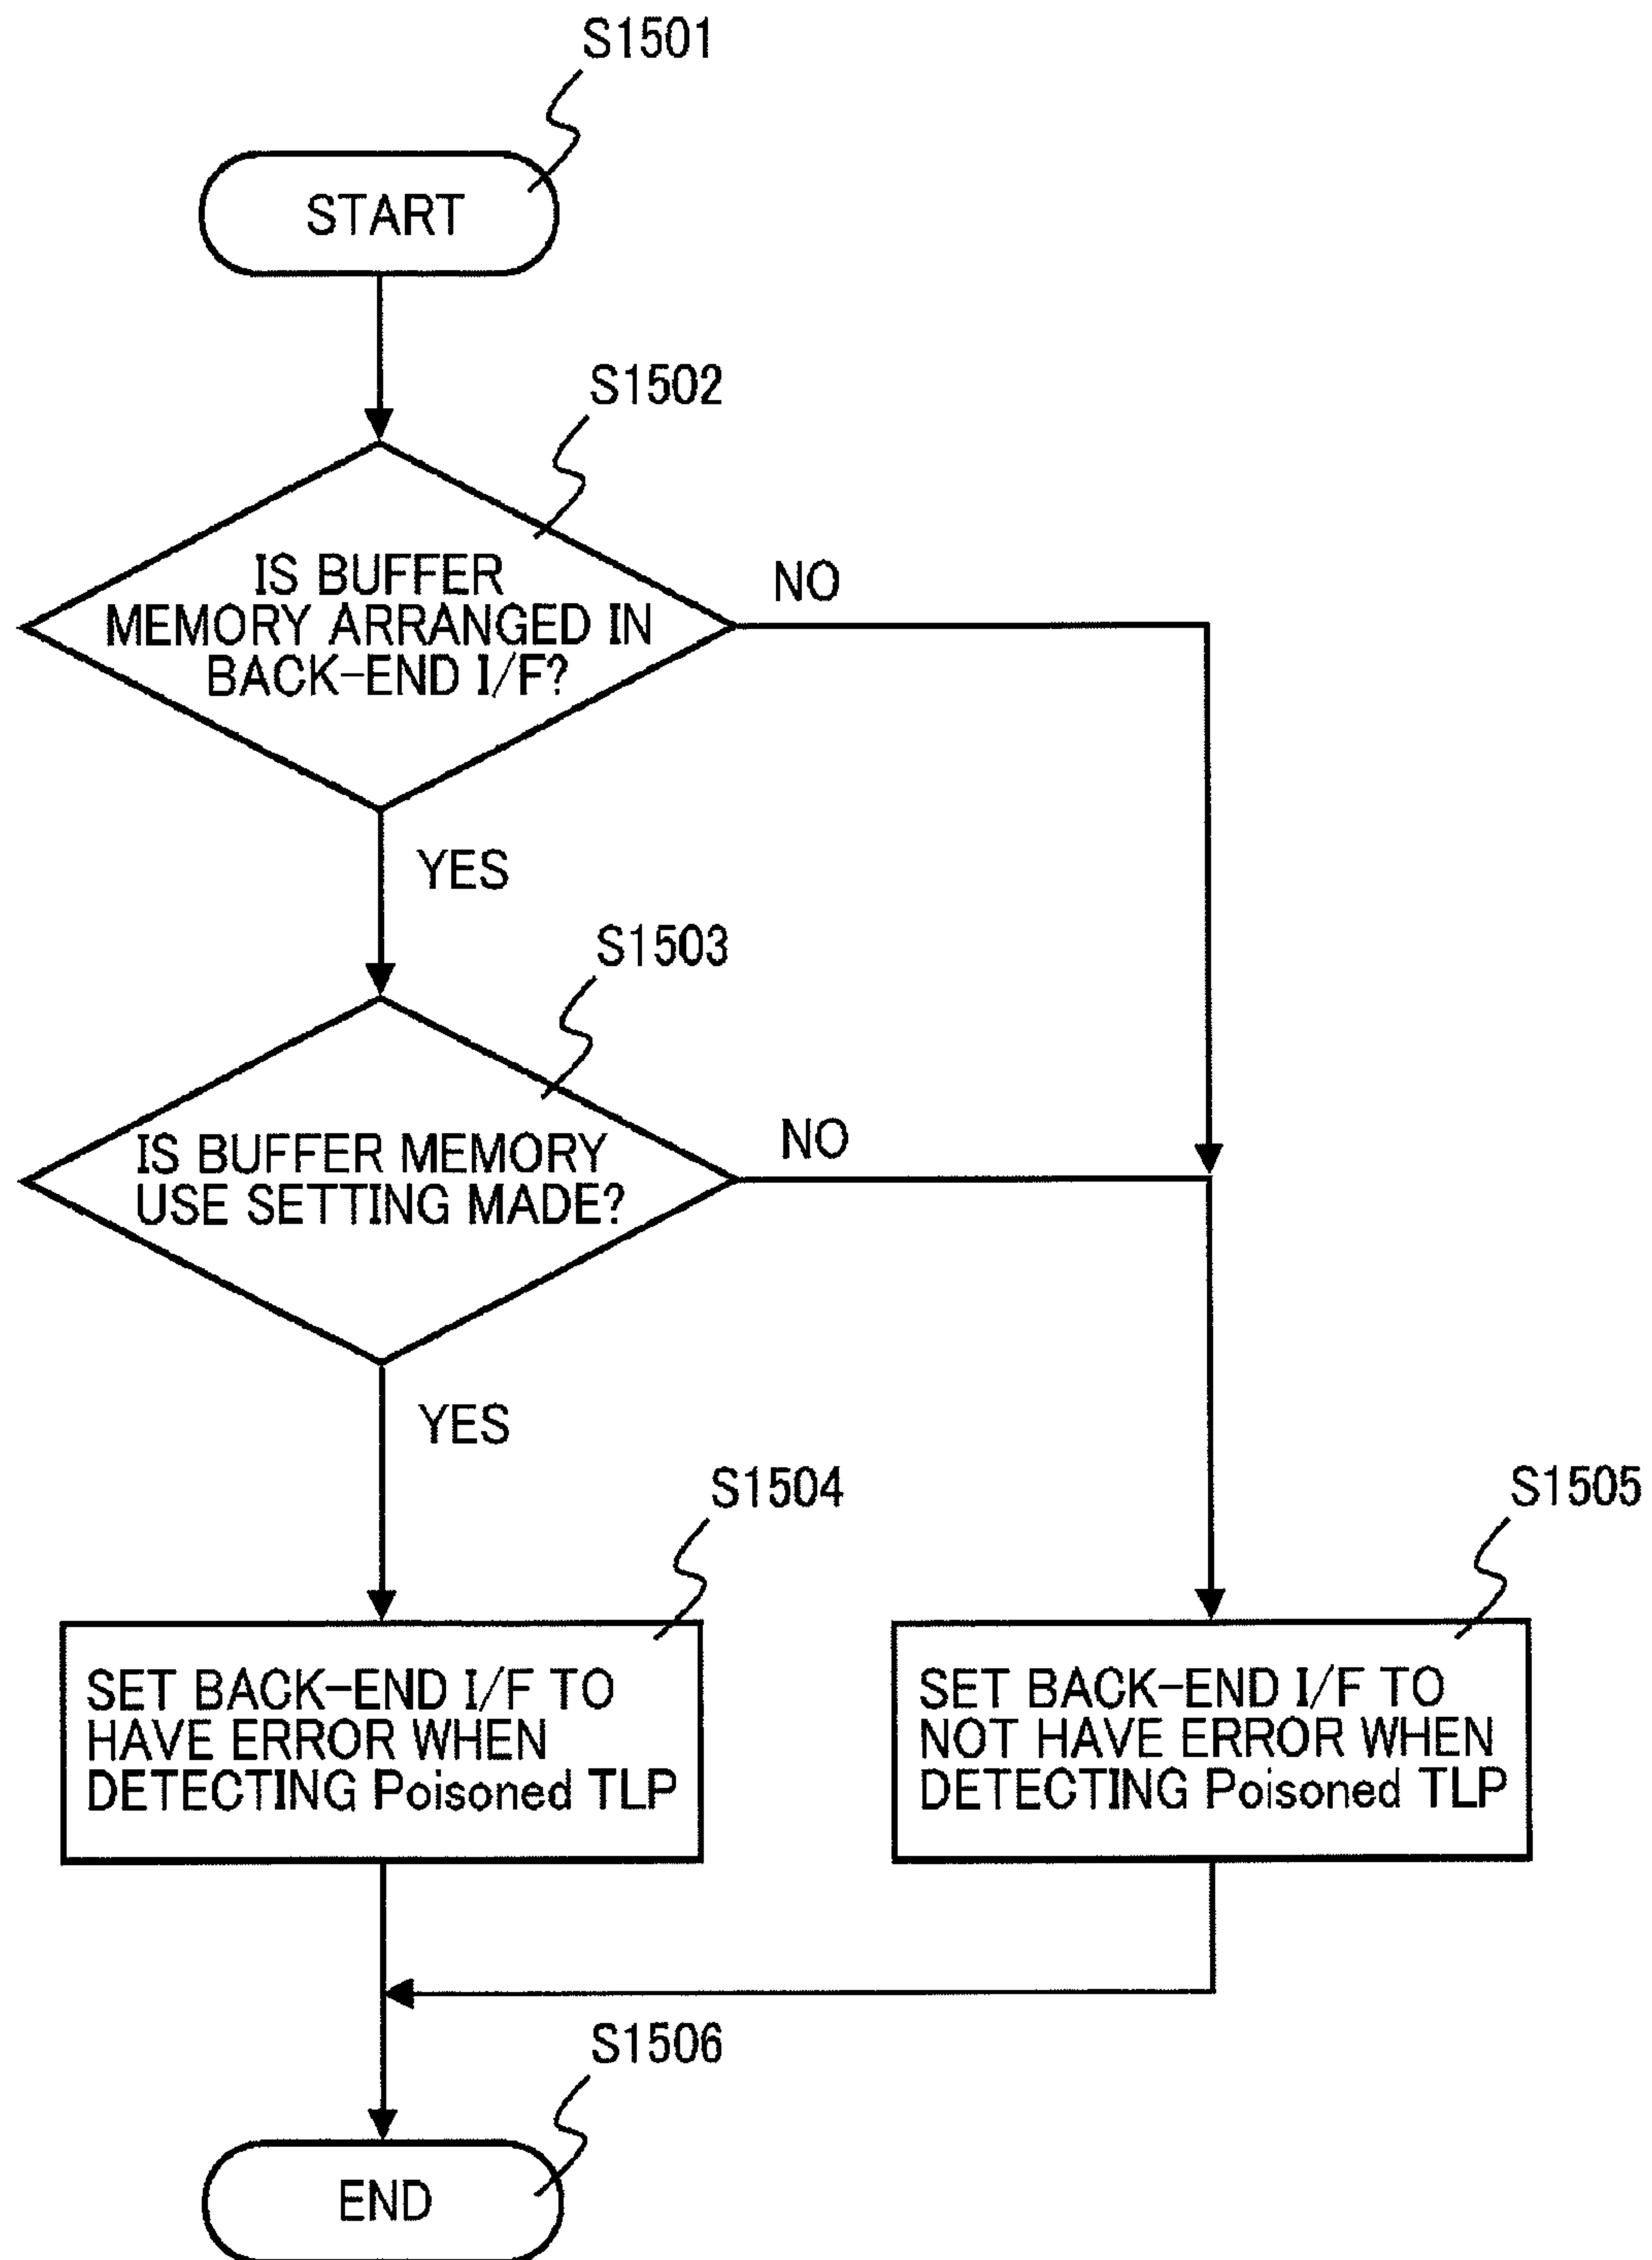 S1501
START
S1502
IS BUFFER
MEMORY ARRANGED IN
BACK-END I/F?
NO
YES
S1503
IS BUFFER MEMORY
USE SETTING MADE?
NO
YES
S1504
S1505
SET BACK-END I/F TO
HAVE ERROR WHEN
DETECTING Poisoned TLP
SET BACK-END I/F TO
NOT HAVE ERROR WHEN
DETECTING Poisoned TLP
S1506
END